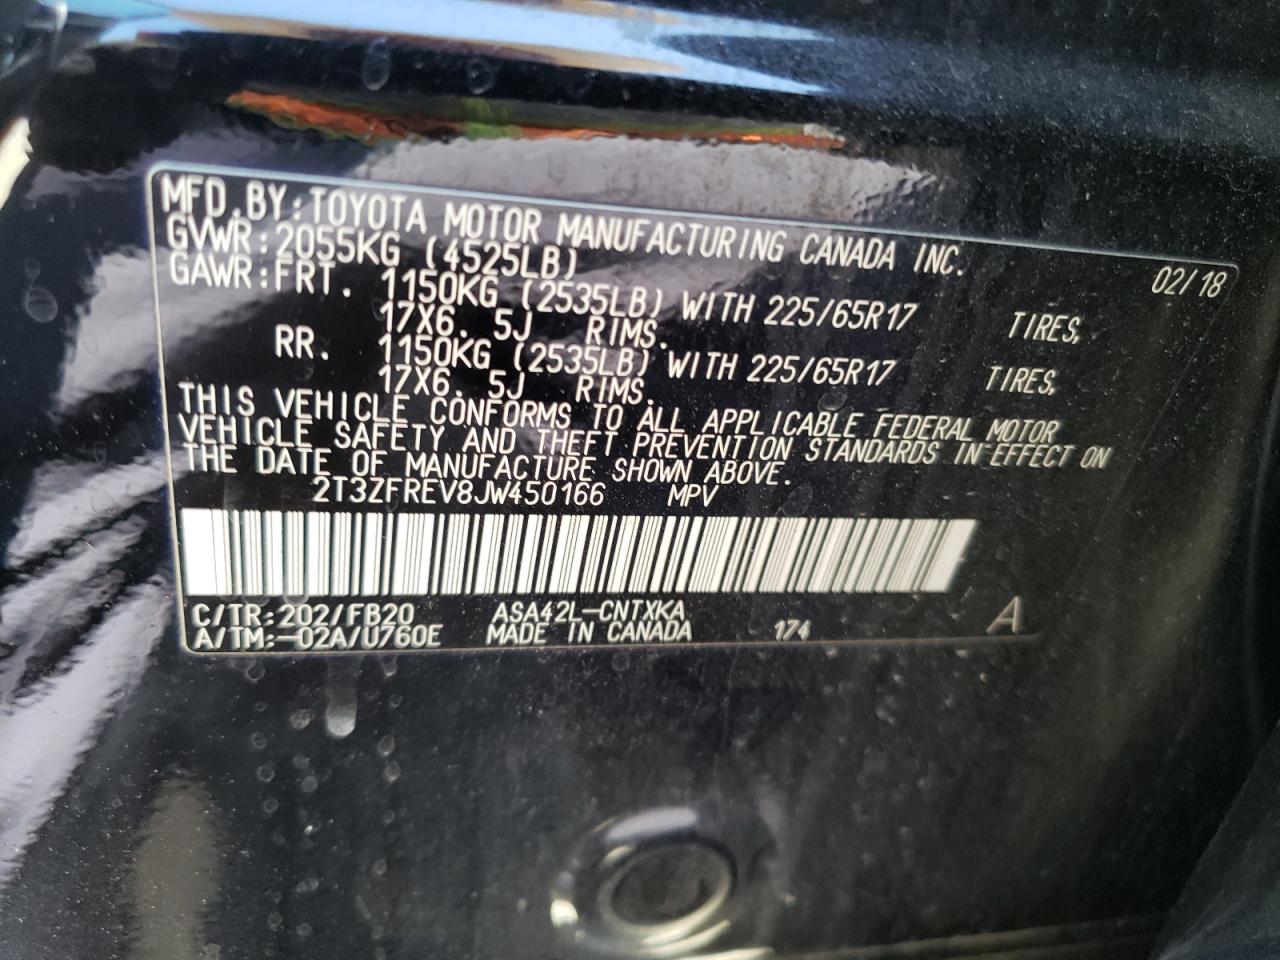 MFD.BY:TOYOTA MOTOR MANUFACTURING CANADA INC. 02/18
GVWR:2055KG (4525LB)
GAWR:FRT. 1150KG (2535LB) WITH 225/65R17 TIRES,
17X6.5J RIMS.
RR. 1150KG (2535LB) WITH 225/65R17 TIRES,
17X6.5J RIMS.
THIS VEHICLE CONFORMS TO ALL APPLICABLE FEDERAL MOTOR
VEHICLE SAFETY AND THEFT PREVENTION STANDARDS IN EFFECT ON
THE DATE OF MANUFACTURE SHOWN ABOVE.
2T3ZFREV8JW450166 MPV
C/TR:202/FB20 ASA42L-CNTXKA
A/TM:-02A/U760E MADE IN CANADA 174 A